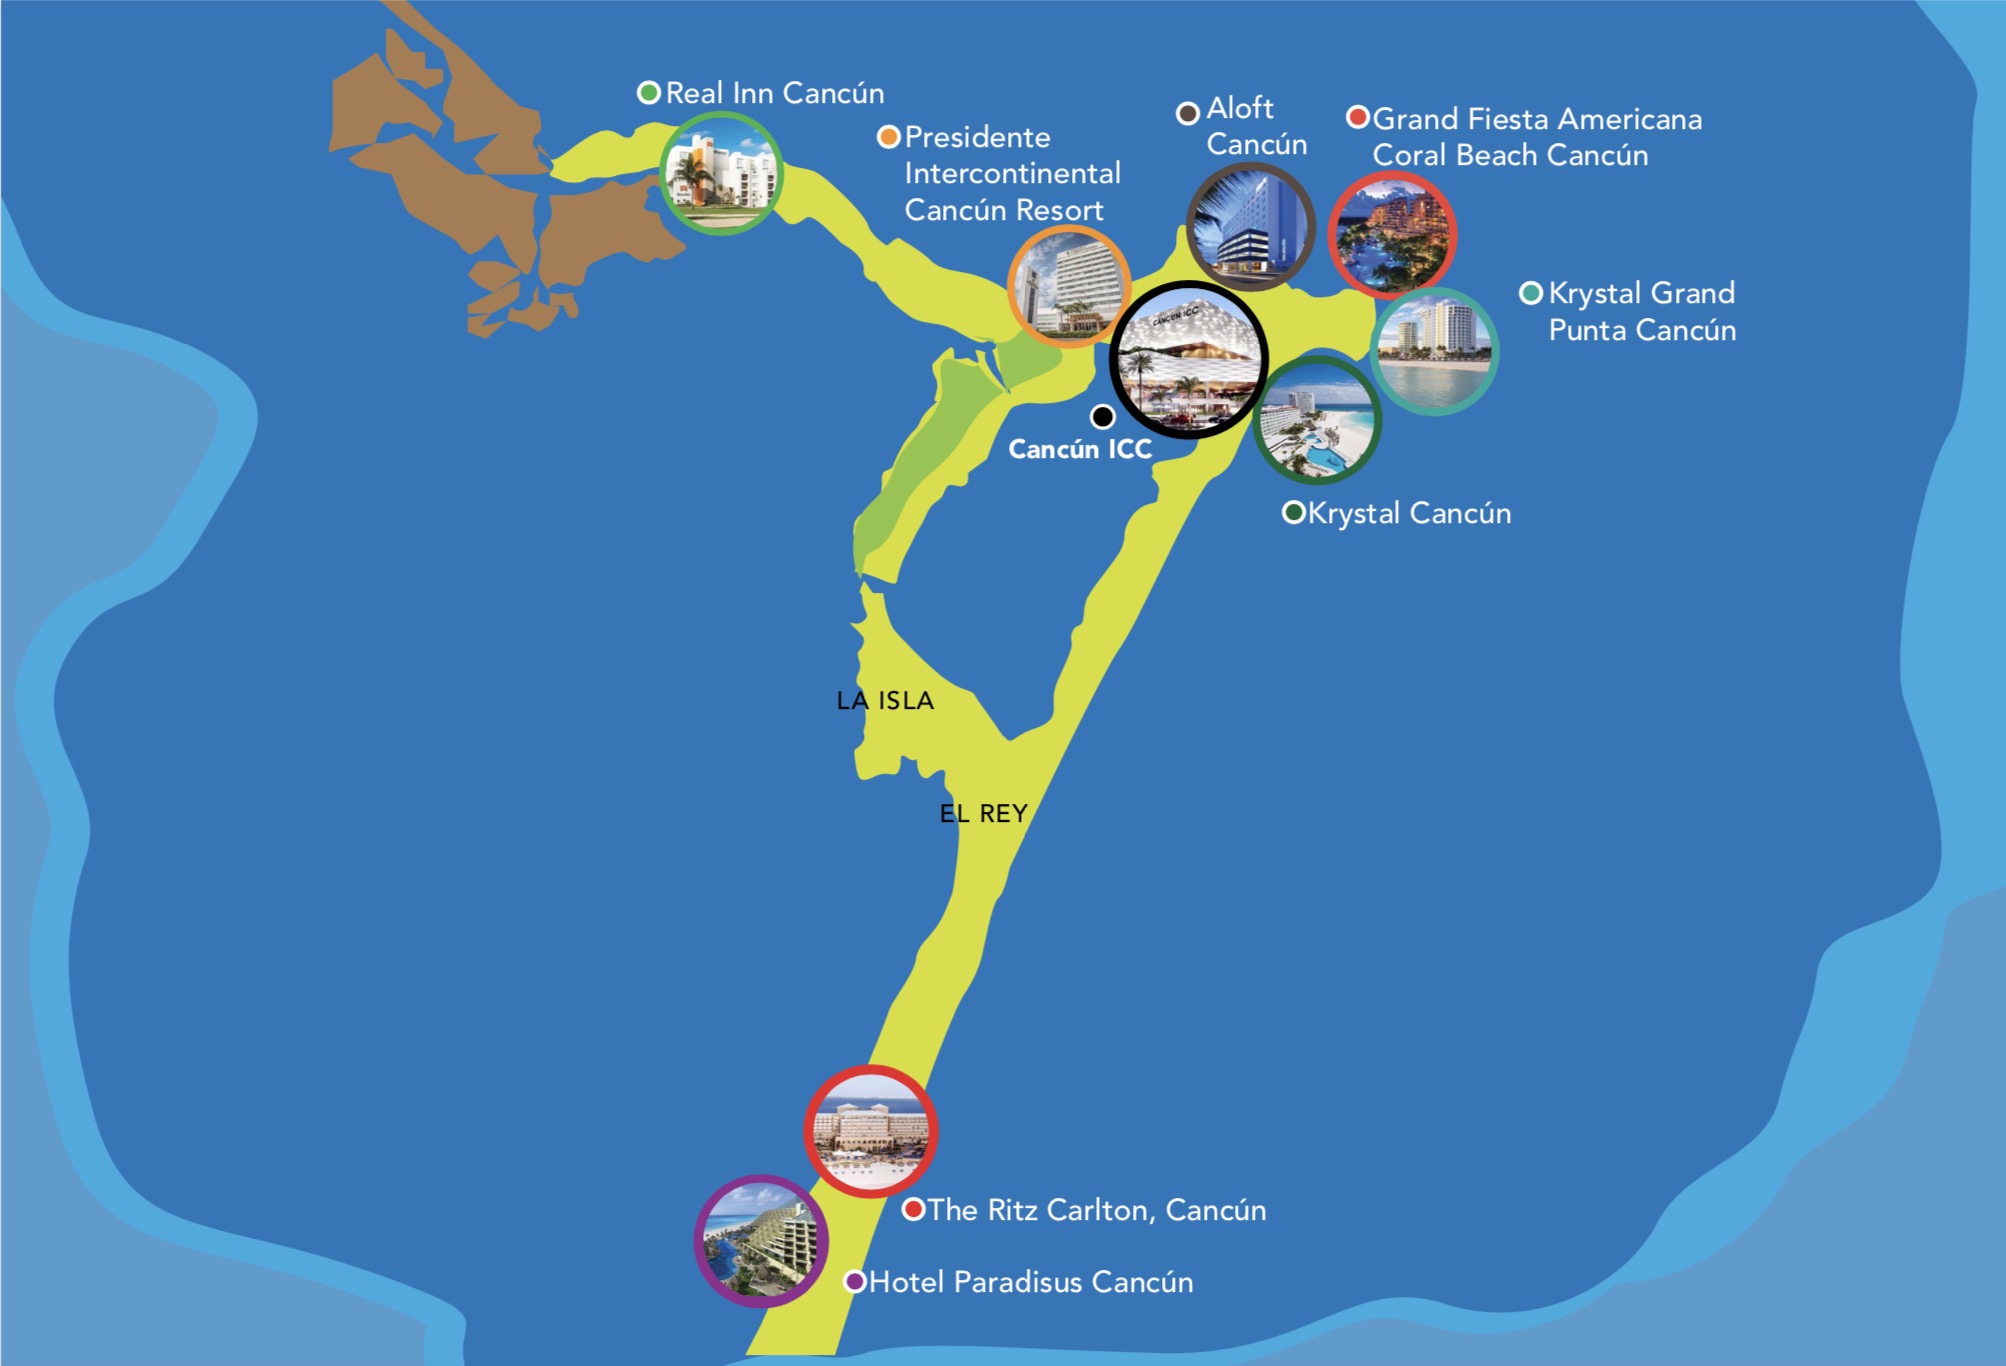 Real Inn Cancún
Presidente
Intercontinental
Cancún Resort
Aloft
Cancún
Grand Fiesta Americana
Coral Beach Cancún
Krystal Grand
Punta Cancún
CANCUN ICC
Cancún ICC
Krystal Cancún
LA ISLA
EL REY
The Ritz Carlton, Cancún
Hotel Paradisus Cancún